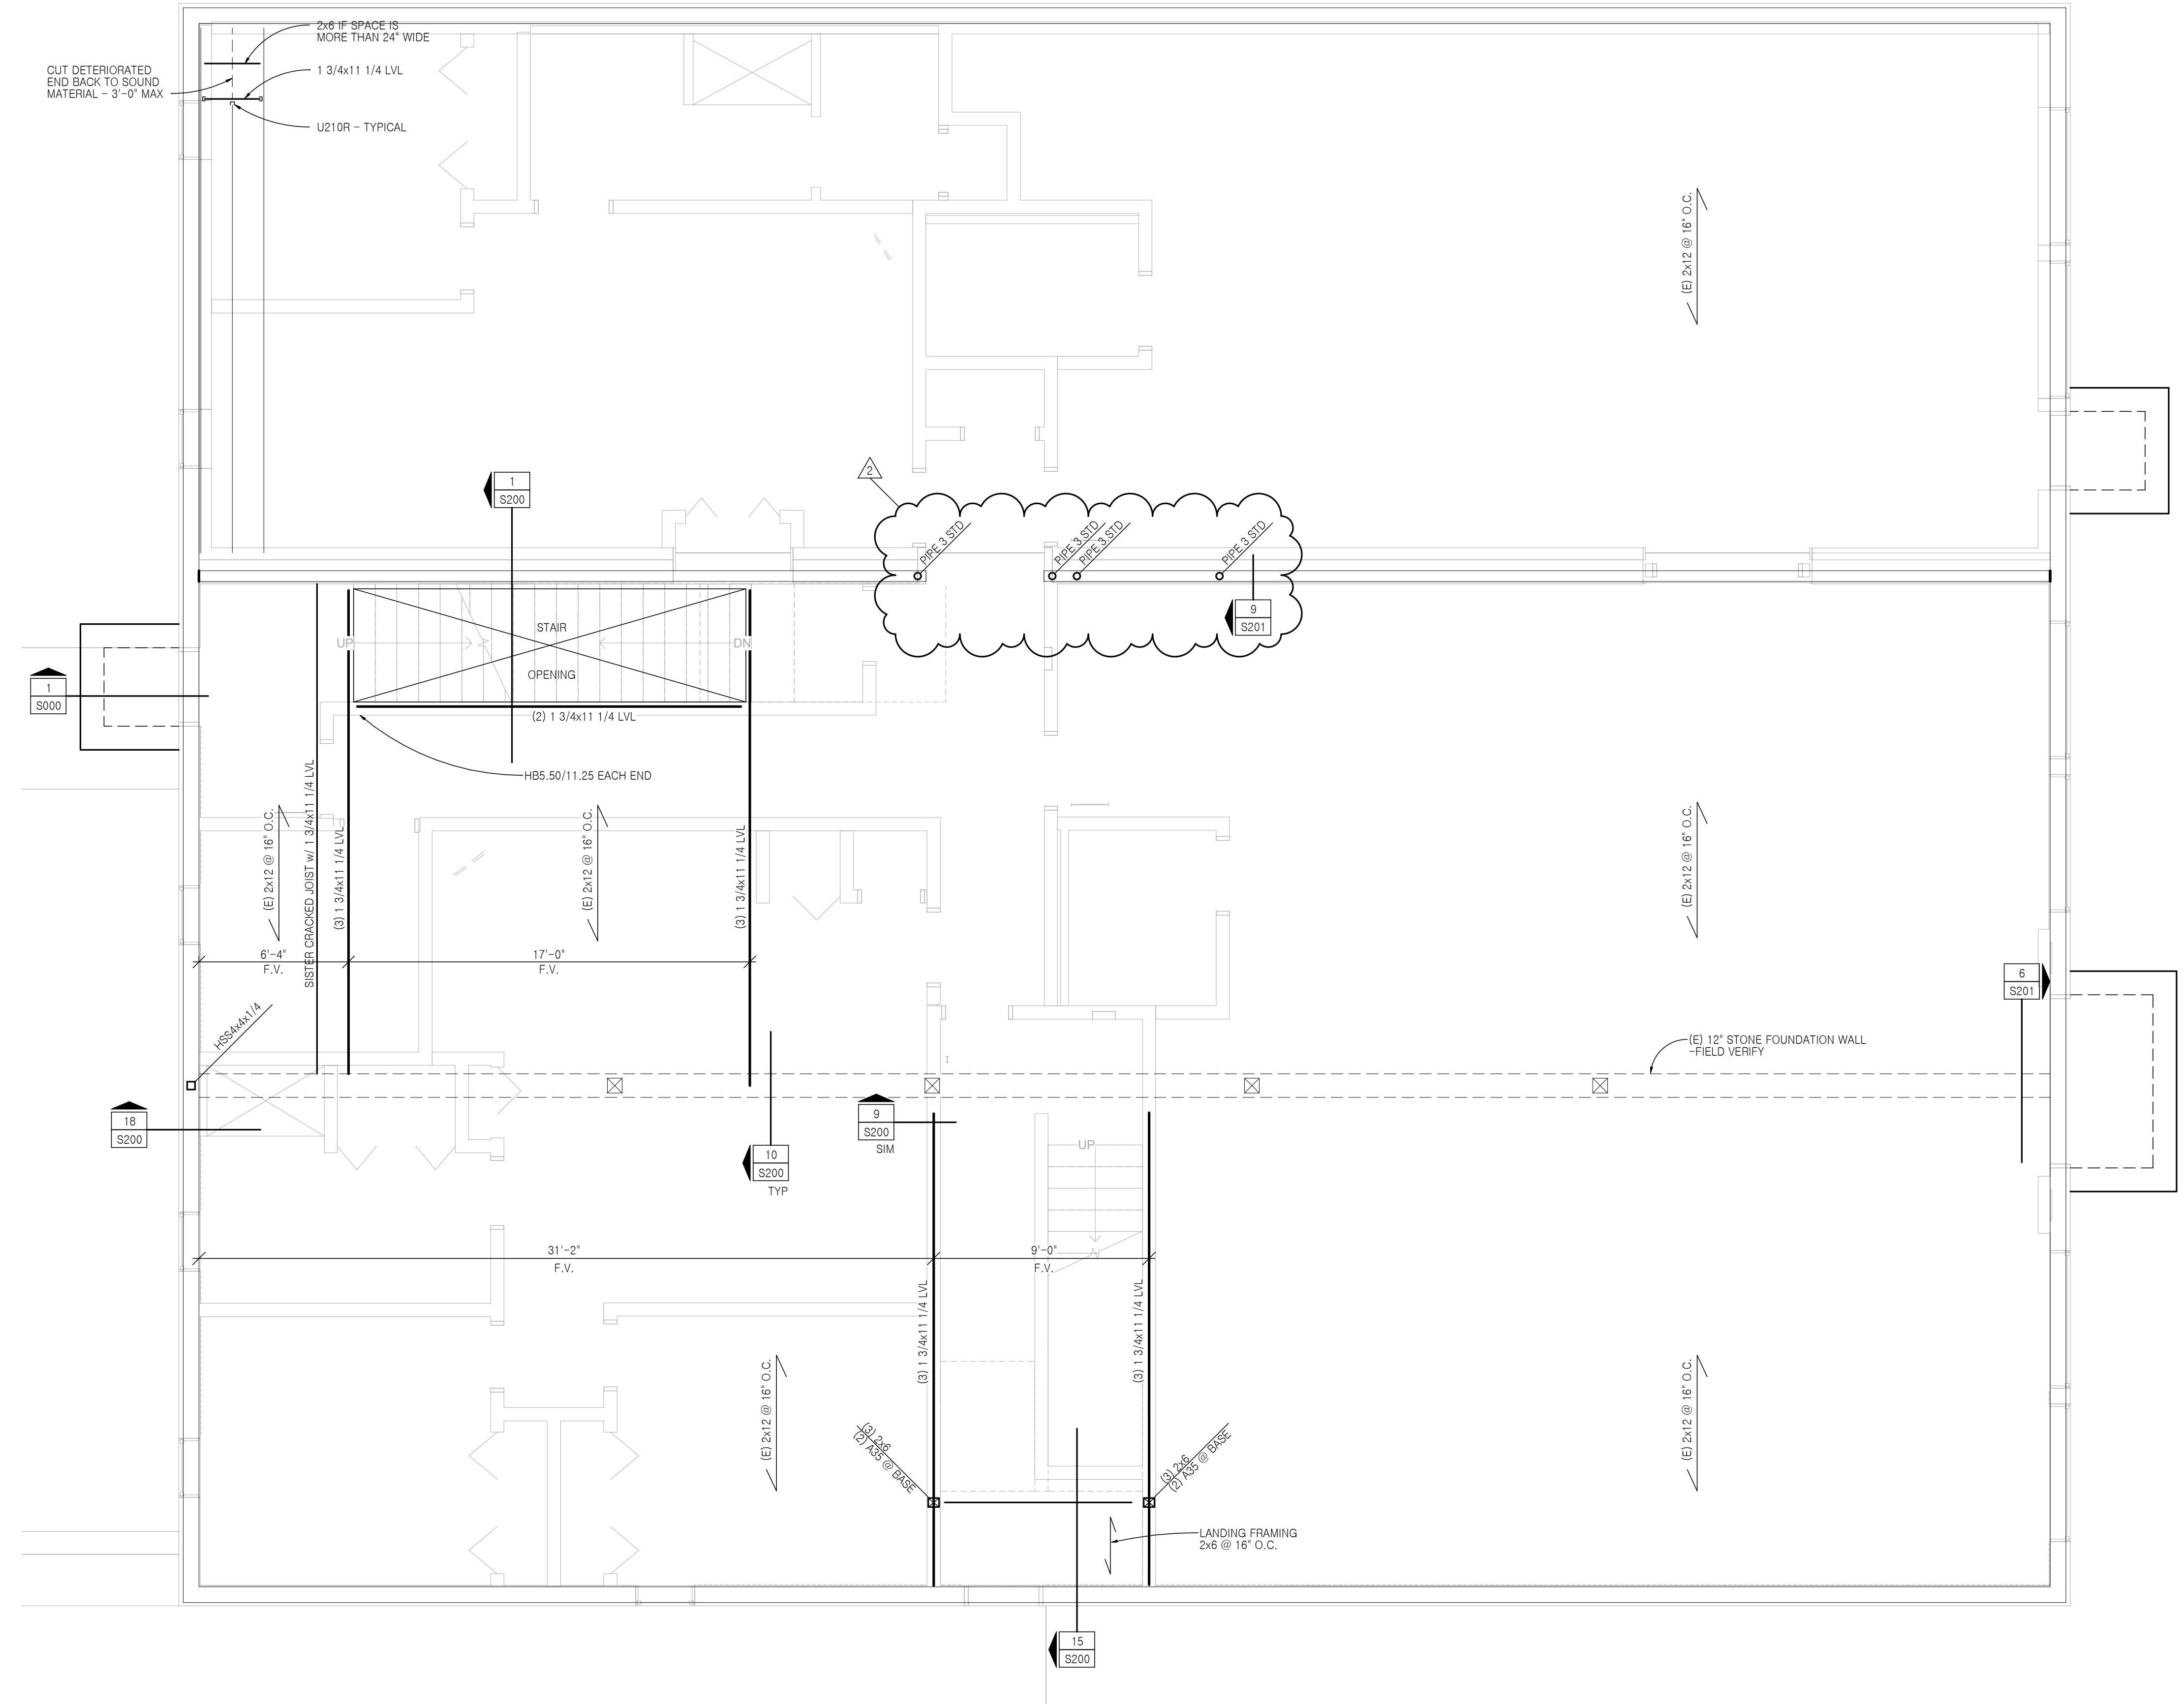 2x6 IF SPACE IS
MORE THAN 24" WIDE
CUT DETERIORATED
END BACK TO SOUND
MATERIAL - 3'-0" MAX
1 3/4x11 1/4 LVL
U210R - TYPICAL
(E) 2x12 @ 16" O.C.
1
S200
2
PIPE 3 STD
PIPE 3 STD
PIPE 3 STD
PIPE 3 STD
9
S201
STAIR
UP
DN
OPENING
(2) 1 3/4x11 1/4 LVL
1
S000
HB5.50/11.25 EACH END
(E) 2x12 @ 16" O.C.
SISTER CRACKED JOIST w/ 1 3/4x11 1/4 LVL
(3) 1 3/4x11 1/4 LVL
(E) 2x12 @ 16" O.C.
(3) 1 3/4x11 1/4 LVL
(E) 2x12 @ 16" O.C.
6'-4"
F.V.
17'-0"
F.V.
6
S201
HSS4x4x1/4
(E) 12" STONE FOUNDATION WALL
-FIELD VERIFY
18
S200
9
S200
SIM
10
S200
TYP
UP
31'-2"
F.V.
9'-0"
F.V.
(3) 1 3/4x11 1/4 LVL
(3) 1 3/4x11 1/4 LVL
(E) 2x12 @ 16" O.C.
(E) 2x12 @ 16" O.C.
(3) 2x6
(2) A35 @ BASE
(3) 2x6
(2) A35 @ BASE
LANDING FRAMING
2x6 @ 16" O.C.
15
S200